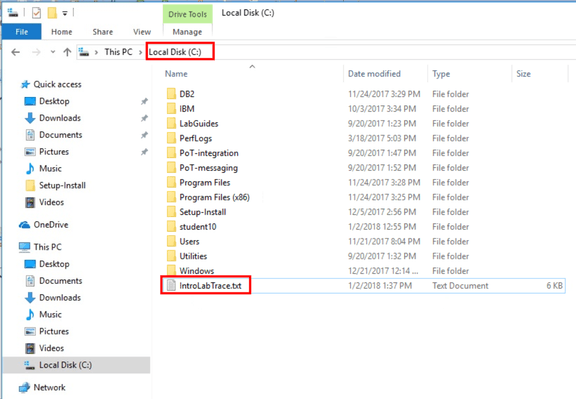 Drive Tools Local Disk (C:)
File Home Share View Manage
This PC Local Disk (C:)
Name Date modified Type Size
Quick access
Desktop
Downloads
Documents
Pictures
Music
Setup-Install
Videos
OneDrive
This PC
Desktop
Documents
Downloads
Music
Pictures
Videos
Local Disk (C:)
Network
DB2 11/24/2017 3:29 PM File folder
IBM 10/3/2017 3:34 PM File folder
LabGuides 9/20/2017 1:23 PM File folder
PerfLogs 3/18/2017 5:03 PM File folder
PoT-integration 9/20/2017 1:47 PM File folder
PoT-messaging 9/20/2017 1:52 PM File folder
Program Files 11/24/2017 3:28 PM File folder
Program Files (x86) 11/24/2017 3:25 PM File folder
Setup-Install 12/5/2017 2:56 PM File folder
student10 1/2/2018 12:55 PM File folder
Users 11/21/2017 8:04 PM File folder
Utilities 9/20/2017 1:32 PM File folder
Windows 12/21/2017 12:14 ... File folder
IntroLabTrace.txt 1/2/2018 1:37 PM Text Document 6 KB